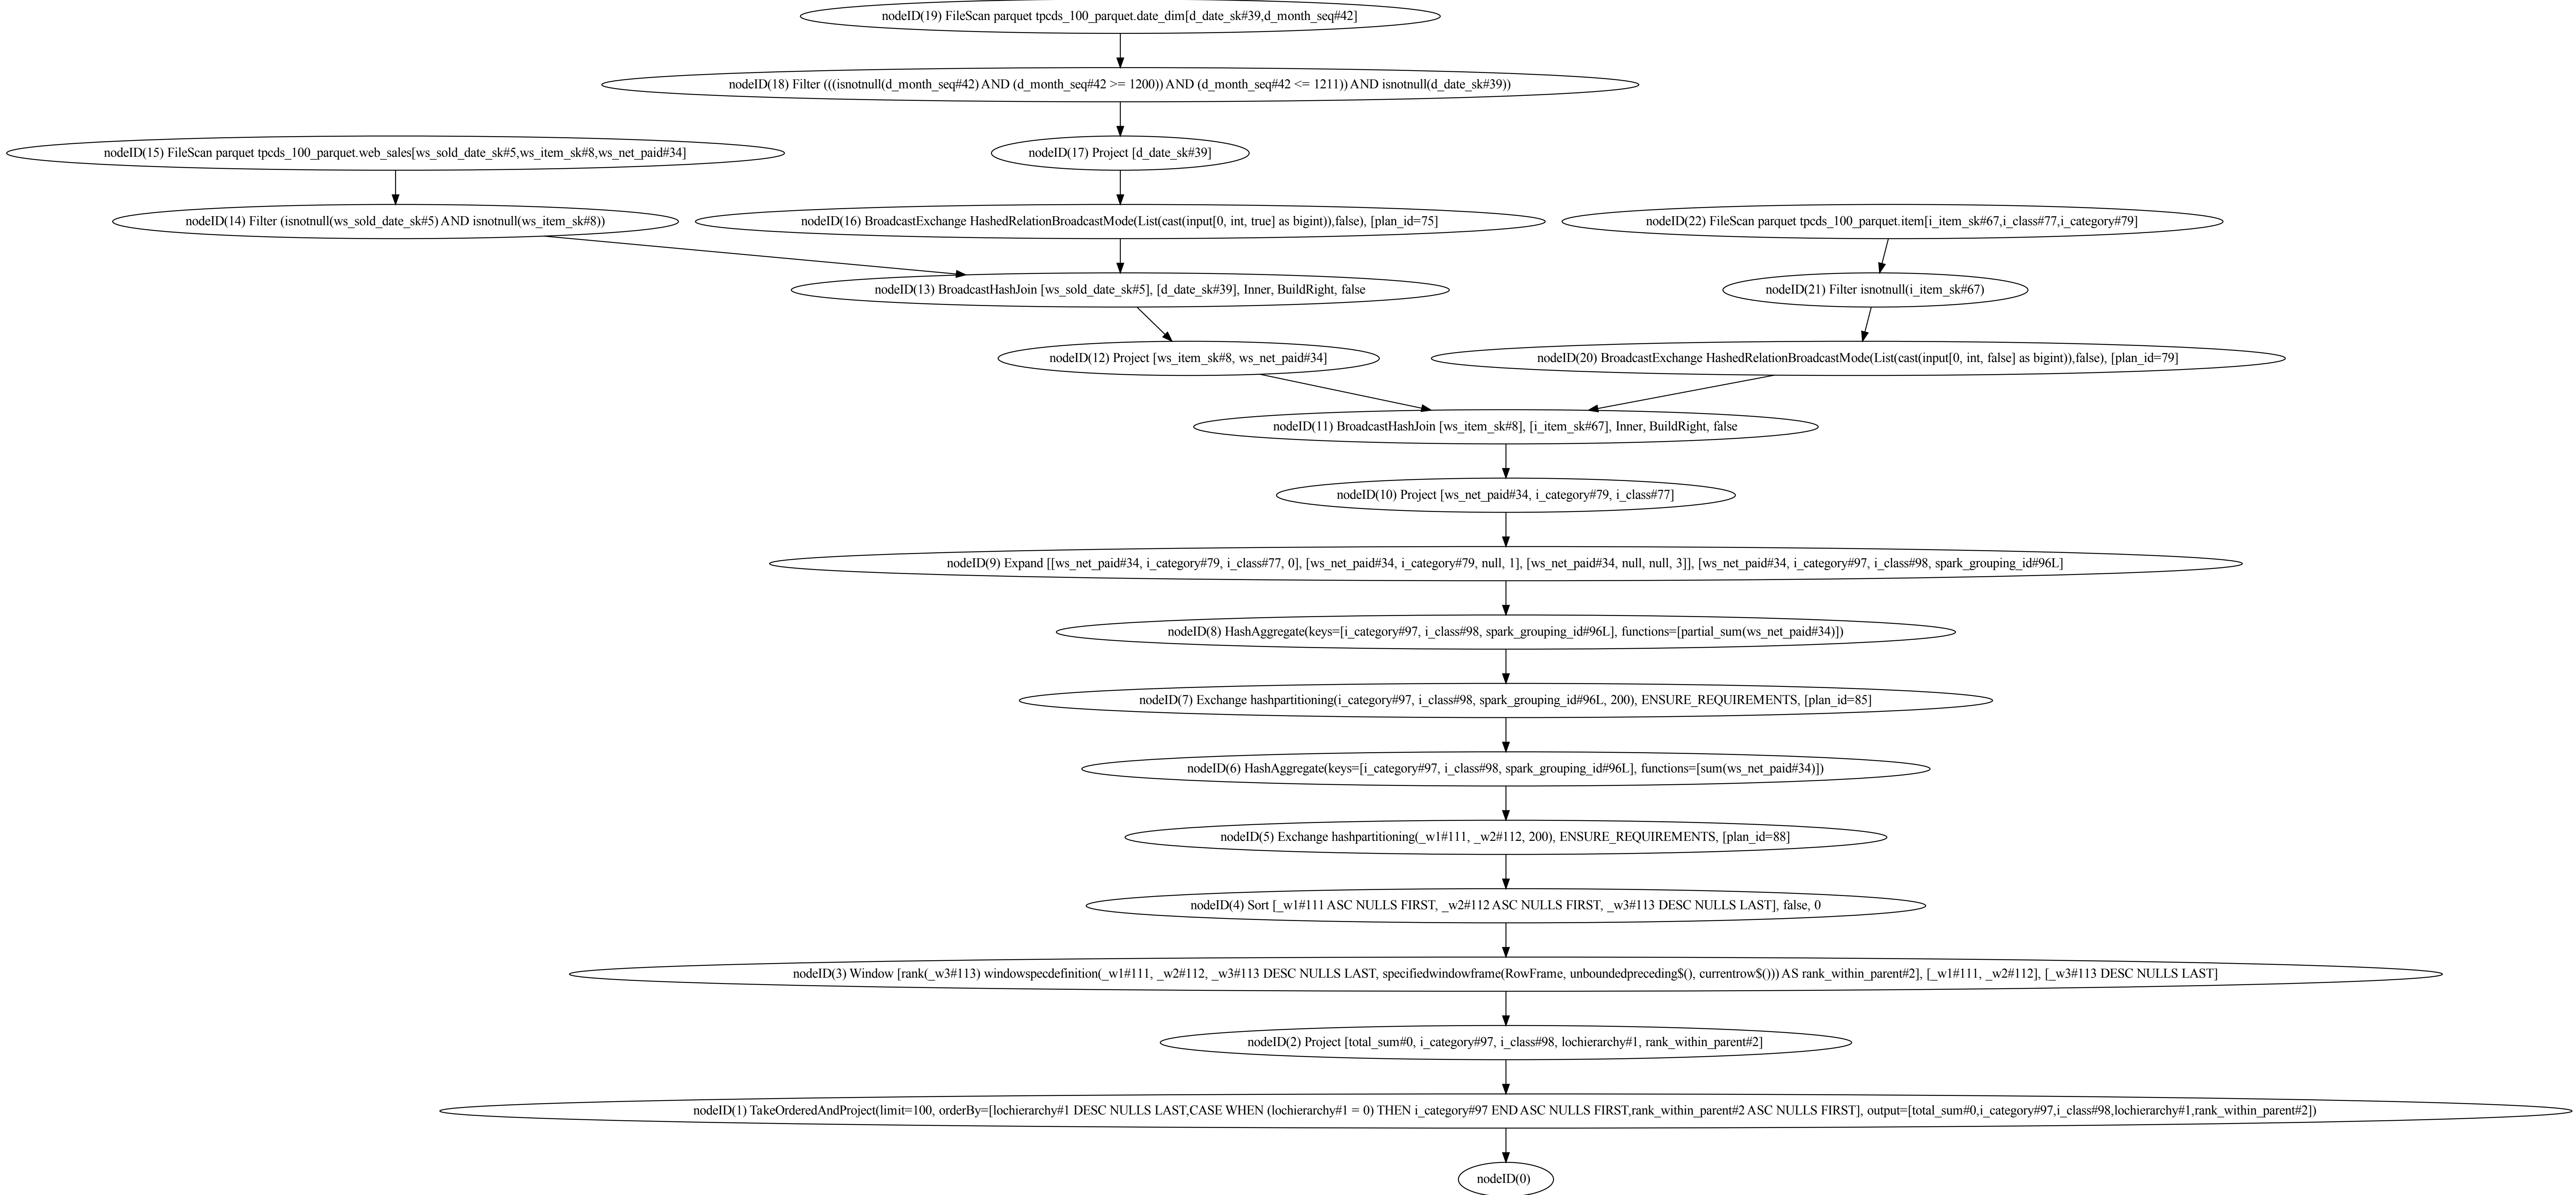 nodeID(19) FileScan parquet tpcds_100_parquet.date_dim[d_date_sk#39,d_month_seq#42]
nodeID(18) Filter (((isnotnull(d_month_seq#42) AND (d_month_seq#42 >= 1200)) AND (d_month_seq#42 <= 1211)) AND isnotnull(d_date_sk#39))
nodeID(15) FileScan parquet tpcds_100_parquet.web_sales[ws_sold_date_sk#5,ws_item_sk#8,ws_net_paid#34]
nodeID(17) Project [d_date_sk#39]
nodeID(14) Filter (isnotnull(ws_sold_date_sk#5) AND isnotnull(ws_item_sk#8))
nodeID(16) BroadcastExchange HashedRelationBroadcastMode(List(cast(input[0, int, true] as bigint)),false), [plan_id=75]
nodeID(22) FileScan parquet tpcds_100_parquet.item[i_item_sk#67,i_class#77,i_category#79]
nodeID(13) BroadcastHashJoin [ws_sold_date_sk#5], [d_date_sk#39], Inner, BuildRight, false
nodeID(21) Filter isnotnull(i_item_sk#67)
nodeID(12) Project [ws_item_sk#8, ws_net_paid#34]
nodeID(20) BroadcastExchange HashedRelationBroadcastMode(List(cast(input[0, int, false] as bigint)),false), [plan_id=79]
nodeID(11) BroadcastHashJoin [ws_item_sk#8], [i_item_sk#67], Inner, BuildRight, false
nodeID(10) Project [ws_net_paid#34, i_category#79, i_class#77]
nodeID(9) Expand [[ws_net_paid#34, i_category#79, i_class#77, 0], [ws_net_paid#34, i_category#79, null, 1], [ws_net_paid#34, null, null, 3]], [ws_net_paid#34, i_category#97, i_class#98, spark_grouping_id#96L]
nodeID(8) HashAggregate(keys=[i_category#97, i_class#98, spark_grouping_id#96L], functions=[partial_sum(ws_net_paid#34)])
nodeID(7) Exchange hashpartitioning(i_category#97, i_class#98, spark_grouping_id#96L, 200), ENSURE_REQUIREMENTS, [plan_id=85]
nodeID(6) HashAggregate(keys=[i_category#97, i_class#98, spark_grouping_id#96L], functions=[sum(ws_net_paid#34)])
nodeID(5) Exchange hashpartitioning(_w1#111, _w2#112, 200), ENSURE_REQUIREMENTS, [plan_id=88]
nodeID(4) Sort [_w1#111 ASC NULLS FIRST, _w2#112 ASC NULLS FIRST, _w3#113 DESC NULLS LAST], false, 0
nodeID(3) Window [rank(_w3#113) windowspecdefinition(_w1#111, _w2#112, _w3#113 DESC NULLS LAST, specifiedwindowframe(RowFrame, unboundedpreceding$(), currentrow$())) AS rank_within_parent#2], [_w1#111, _w2#112], [_w3#113 DESC NULLS LAST]
nodeID(2) Project [total_sum#0, i_category#97, i_class#98, lochierarchy#1, rank_within_parent#2]
nodeID(1) TakeOrderedAndProject(limit=100, orderBy=[lochierarchy#1 DESC NULLS LAST,CASE WHEN (lochierarchy#1 = 0) THEN i_category#97 END ASC NULLS FIRST,rank_within_parent#2 ASC NULLS FIRST], output=[total_sum#0,i_category#97,i_class#98,lochierarchy#1,rank_within_parent#2])
nodeID(0)